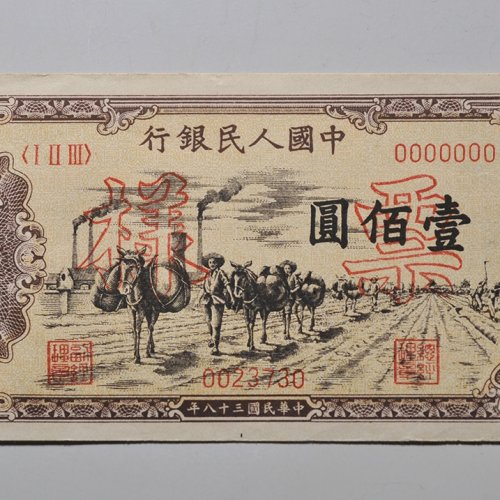 中國人民銀行
〈I II III〉
0000000
樣票
壹佰圓
0023730
中華民國三十八年